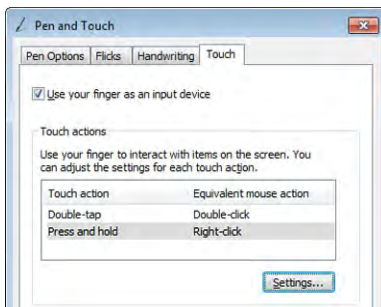 Pen and Touch
Pen Options Flicks Handwriting Touch
Use your finger as an input device
Touch actions
Use your finger to interact with items on the screen. You
can adjust the settings for each touch action.
Touch action Equivalent mouse action
Double-tap Double-click
Press and hold Right-click
Settings...